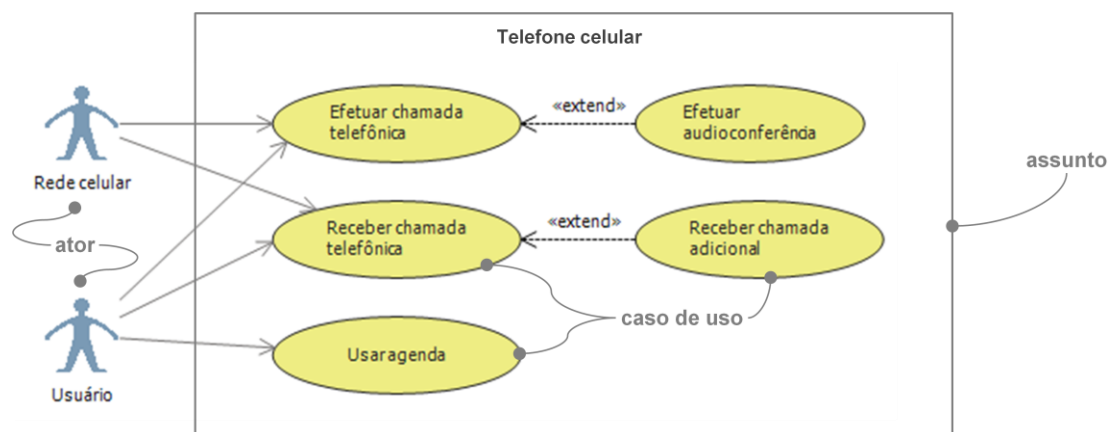 Telefone celular
Efetuar chamada
telefônica
«extend»
Efetuar
audioconferência
Rede celular
assunto
ator
Receber chamada
telefônica
«extend»
Receber chamada
adicional
caso de uso
Usar agenda
Usuário